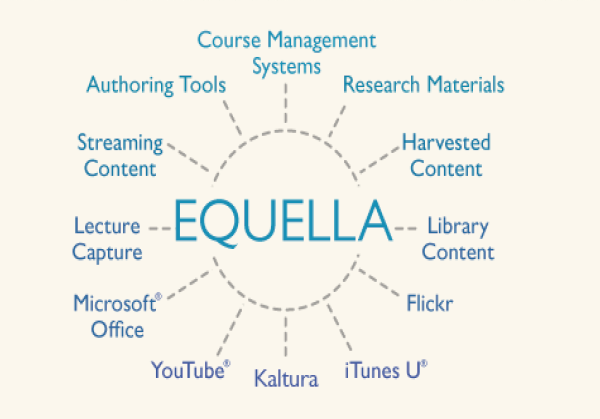 Course Management
Systems
Authoring Tools
Research Materials
Streaming
Content
Harvested
Content
EQUELLA
Lecture
Capture
Library
Content
Microsoft®
Office
Flickr
YouTube®
Kaltura
iTunes U®